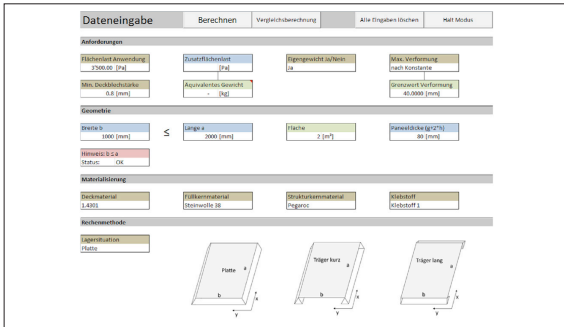 Dateneingabe Berechnen Vergleichsberechnung Alle Eingaben löschen Halt Modus
Anforderungen
Flächenlast Anwendung Zusatzflächenlast Eigengewicht Ja/Nein Max. Verformung
3'500.00 [Pa] [Pa] Ja nach Konstante
Min. Deckblechstärke Äquivalentes Gewicht Grenzwert Verformung
0.8 [mm] - [kg] 40.0000 [mm]
Geometrie
Breite b Länge a Fläche Paneeldicke (g+2*h)
1000 [mm] ≤ 2000 [mm] 2 [m²] 80 [mm]
Hinweis: b ≤ a
Status: OK
Materialisierung
Deckmaterial Füllkernmaterial Strukturkernmaterial Klebstoff
1.4301 Steinwolle 38 Pegaroc Klebstoff 1
Rechenmethode
Lagersituation
Platte
Platte a b x y
Träger kurz a b x y
Träger lang a b x y